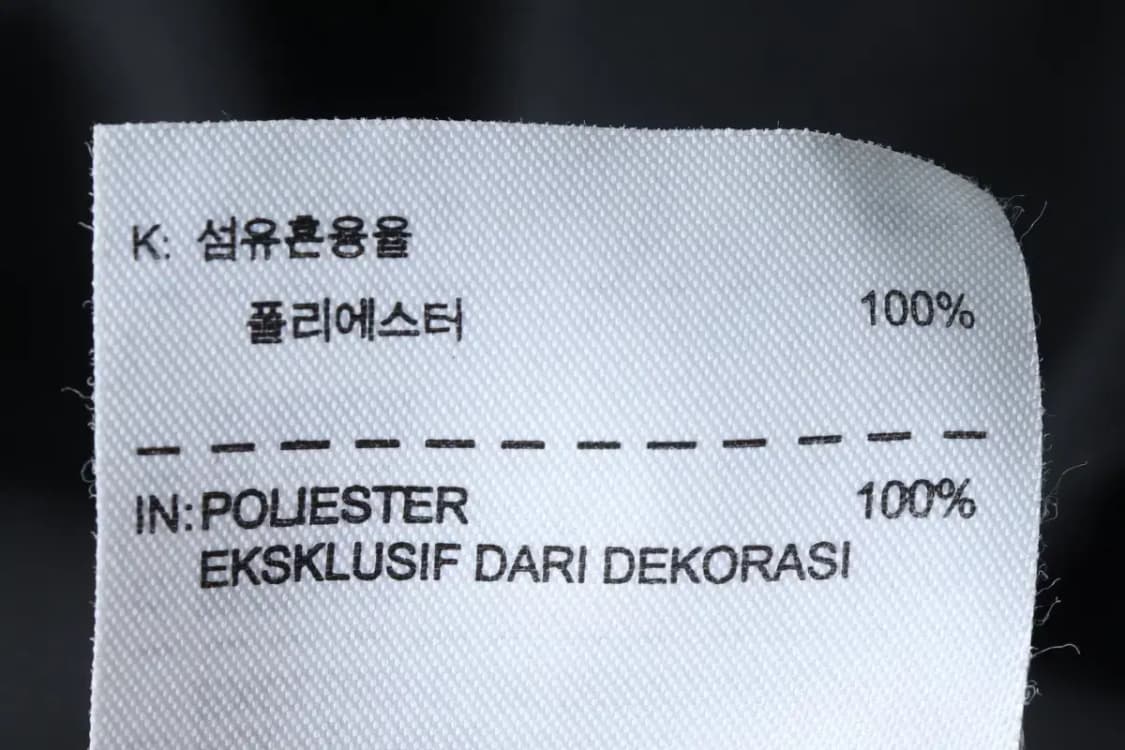 K: 섬유혼용율
폴리에스터 100%
IN: POLIESTER 100%
EKSKLUSIF DARI DEKORASI